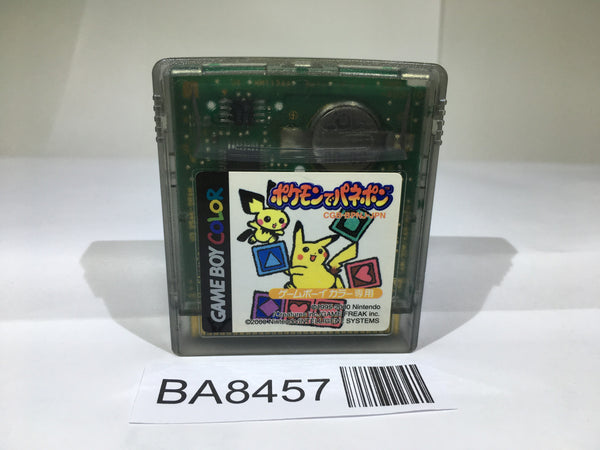 GAME BOY COLOR
ポケモンでパネポン
CGB-BPNJ-JPN
ゲームボーイカラー専用
Nintendo
FREAK inc.
SYSTEMS
BA8457